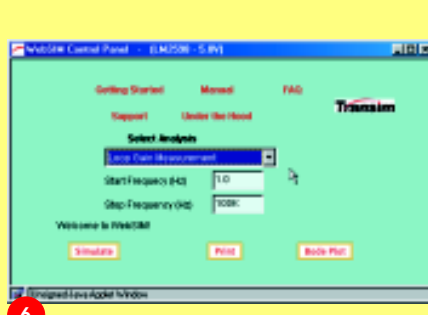 WebSIM Control Panel - (LM2598 - 5.0V)
Getting Started Manual FAQ
Transim
Support Under the Hood
Select Analysis
Loop Gain Measurement
Start Frequency (Hz) 1.0
Stop Frequency (Hz) 100K
Welcome to WebSIM!
Simulate Print Bode Plot
Unsigned Java Applet Window
6